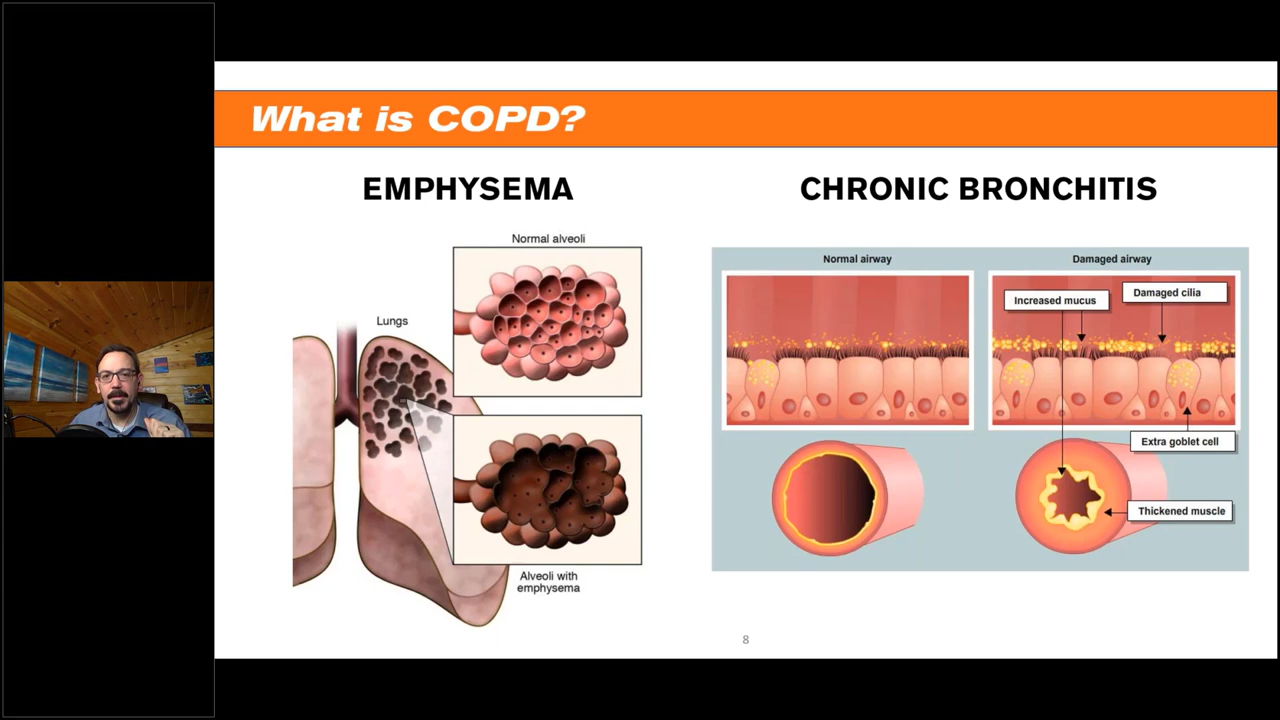 What is COPD?
EMPHYSEMA
CHRONIC BRONCHITIS
Normal alveoli
Lungs
Alveoli with
emphysema
Normal airway
Damaged airway
Increased mucus
Damaged cilia
Extra goblet cell
Thickened muscle
8